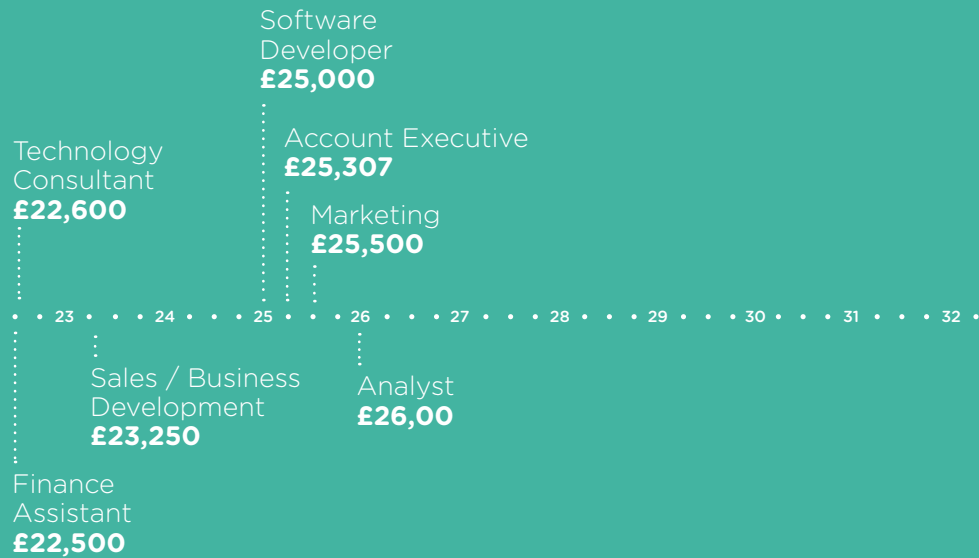 Software
Developer
£25,000
Account Executive
£25,307
Technology
Consultant
£22,600
Marketing
£25,500
23 24 25 26 27 28 29 30 31 32
Sales / Business
Development
£23,250
Analyst
£26,00
Finance
Assistant
£22,500